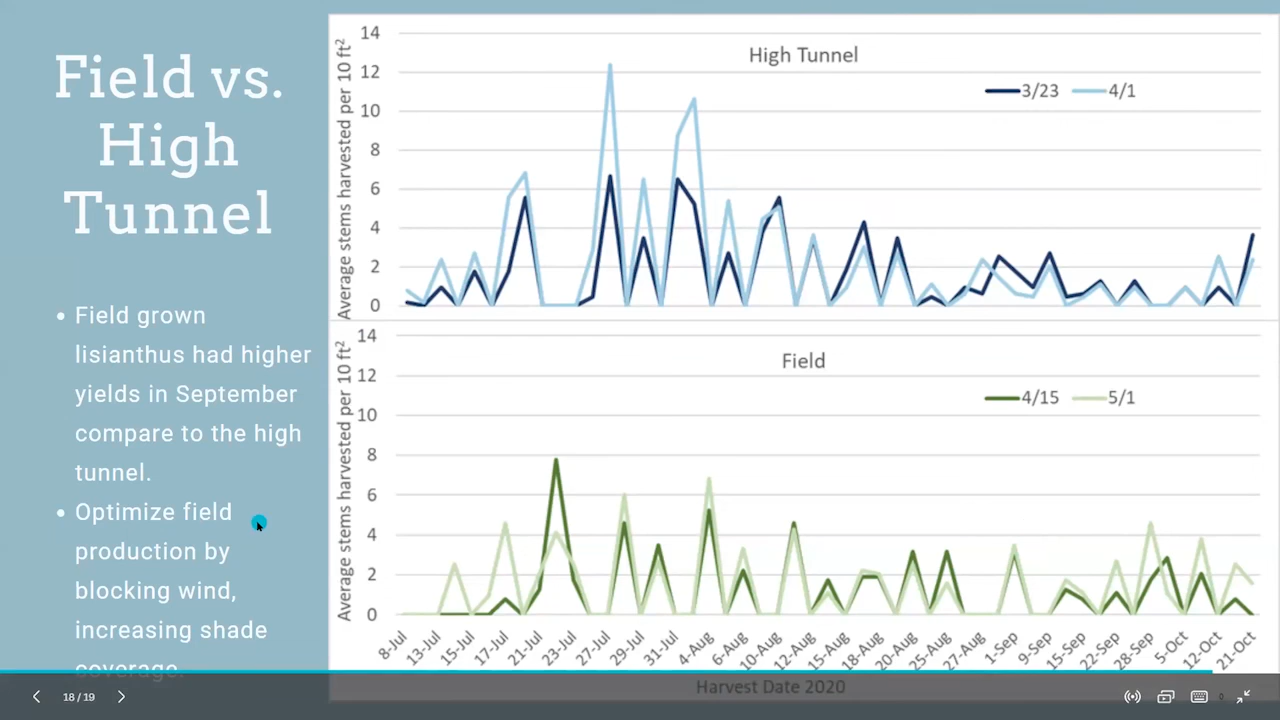 Field vs.
High
Tunnel
• Field grown
lisianthus had higher
yields in September
compare to the high
tunnel.
• Optimize field
production by
blocking wind,
increasing shade
coverage.
High Tunnel
3/23 4/1
Average stems harvested per 10 ft²
14
12
10
8
6
4
2
0
Field
4/15 5/1
Average stems harvested per 10 ft²
14
12
10
8
6
4
2
0
8-Jul 13-Jul 15-Jul 17-Jul 21-Jul 23-Jul 27-Jul 29-Jul 31-Jul 4-Aug 6-Aug 10-Aug 12-Aug 15-Aug 18-Aug 20-Aug 24-Aug 27-Aug 1-Sep 9-Sep 15-Sep 22-Sep 28-Sep 5-Oct 12-Oct 21-Oct
Harvest Date 2020
18 / 19
0